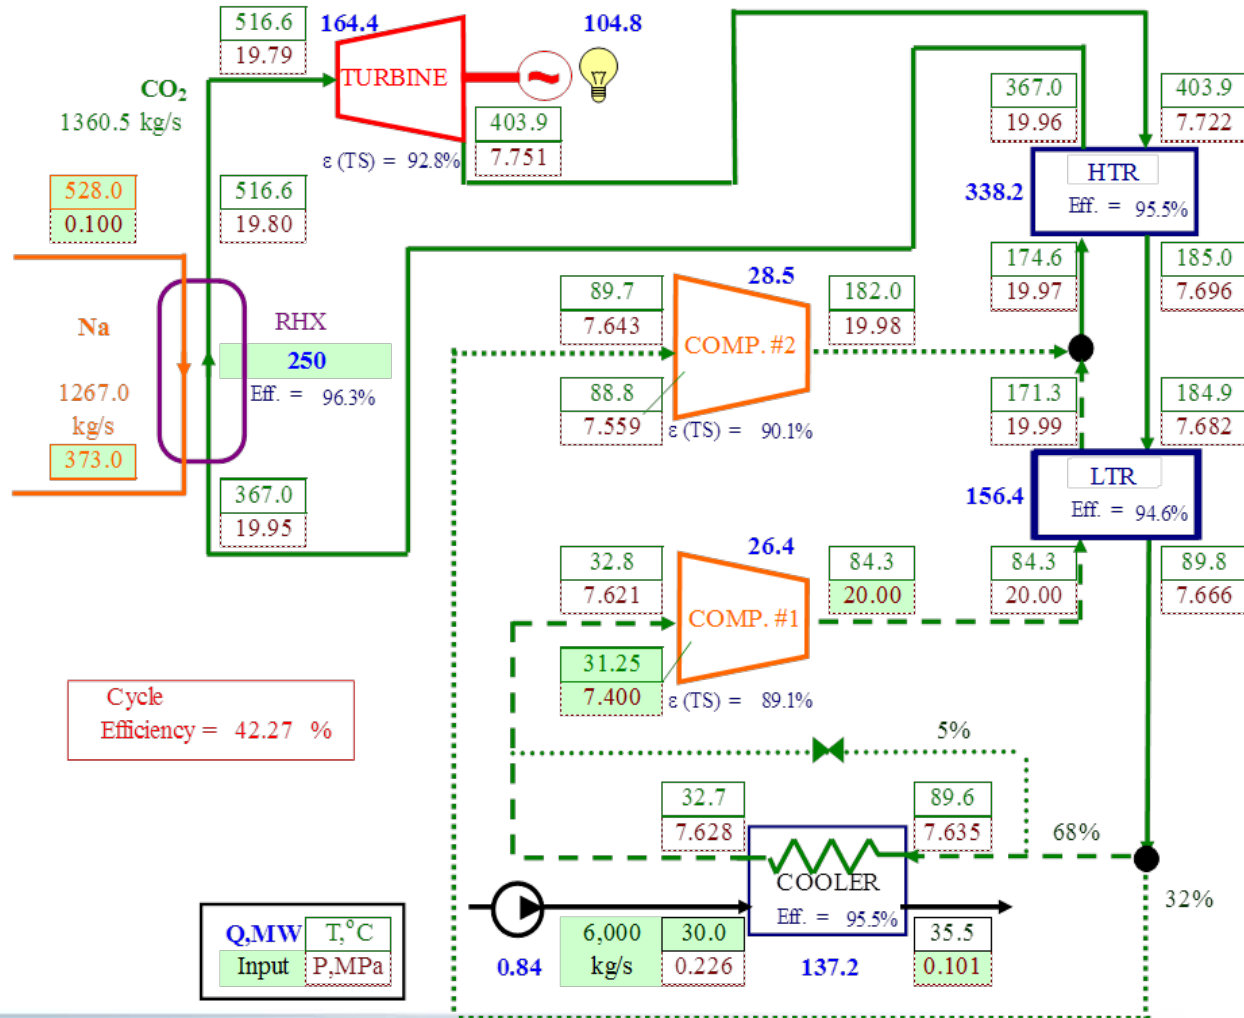 516.6
19.79
164.4
104.8
TURBINE
~
CO₂
1360.5 kg/s
403.9
7.751
ε (TS) = 92.8%
367.0
19.96
403.9
7.722
HTR
Eff. = 95.5%
338.2
528.0
0.100
516.6
19.80
174.6
19.97
185.0
7.696
28.5
89.7
7.643
182.0
19.98
COMP. #2
88.8
7.559
ε (TS) = 90.1%
Na
RHX
250
Eff. = 96.3%
1267.0
kg/s
373.0
171.3
19.99
184.9
7.682
LTR
Eff. = 94.6%
156.4
367.0
19.95
26.4
32.8
7.621
84.3
20.00
84.3
20.00
89.8
7.666
COMP. #1
31.25
7.400
ε (TS) = 89.1%
Cycle
Efficiency = 42.27 %
5%
32.7
7.628
89.6
7.635
68%
COOLER
Eff. = 95.5%
32%
Q,MW
T,°C
Input
P,MPa
0.84
6,000
kg/s
30.0
0.226
137.2
35.5
0.101